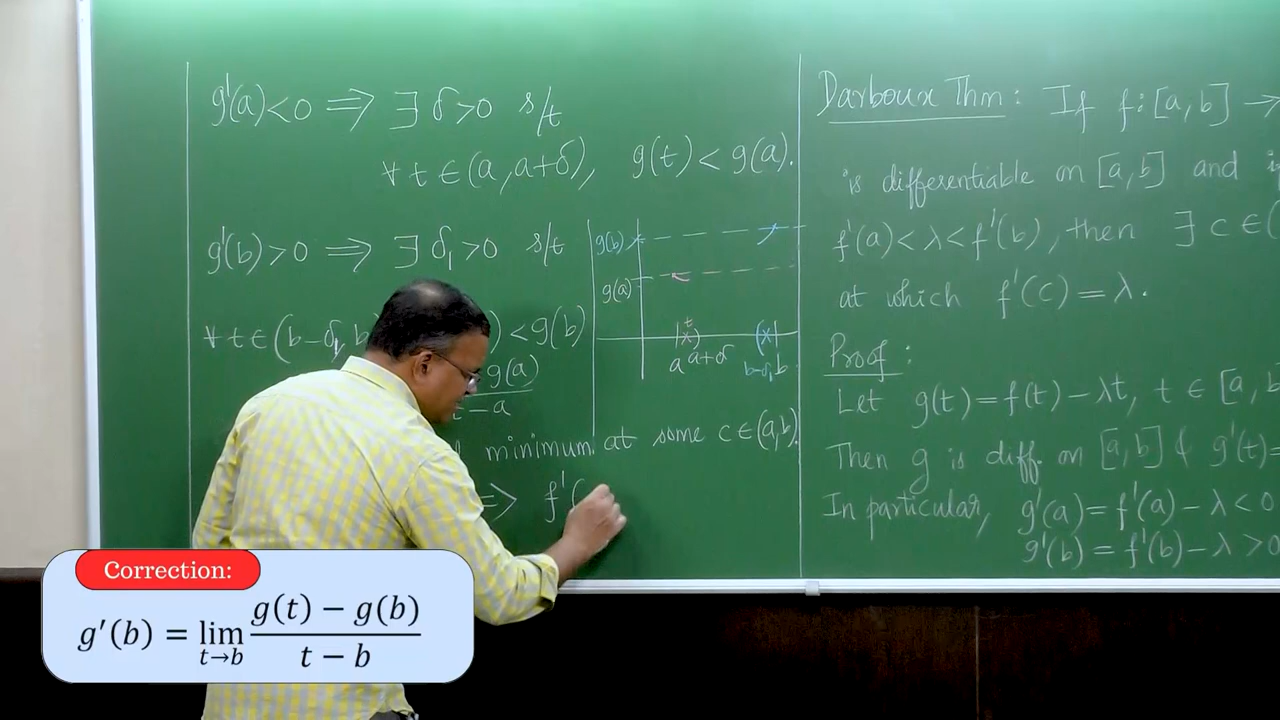 g'(a)<0 ⟹ ∃ δ>0 s/t
∀ t ∈ (a, a+δ), g(t) < g(a).
g'(b)>0 ⟹ ∃ δ₁>0 s/t
∀ t ∈ (b-δ₁, b ) < g(b)
g(a)
t-a
minimum at some c ∈ (a,b).
⟹ f'(
g(b)
g(a)
t
a a+δ b-δ₁ b
Darboux Thm: If f: [a,b] →
is differentiable on [a,b] and
f'(a) < λ < f'(b), then ∃ c ∈ (
at which f'(c) = λ.
Proof:
Let g(t) = f(t) - λt, t ∈ [a, b
Then g is diff. on [a,b] & g'(t) =
In particular, g'(a) = f'(a) - λ < 0
g'(b) = f'(b) - λ > 0
Correction:
g'(b) = lim_{t→b} \frac{g(t) - g(b)}{t - b}